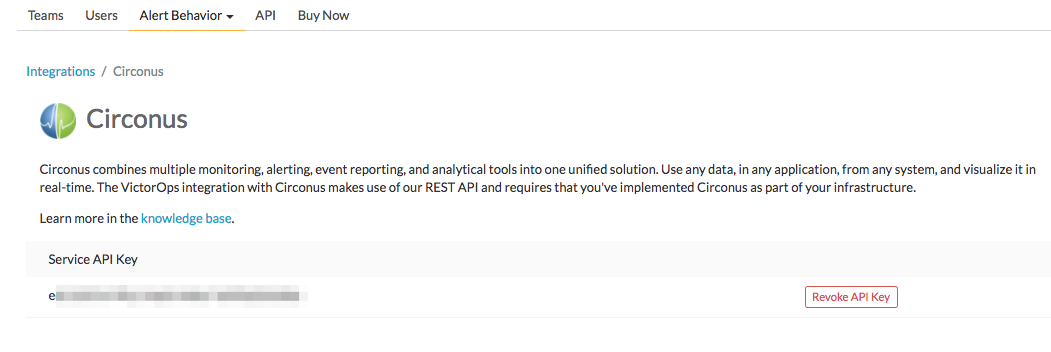 Teams Users Alert Behavior API Buy Now
Integrations / Circonus
Circonus
Circonus combines multiple monitoring, alerting, event reporting, and analytical tools into one unified solution. Use any data, in any application, from any system, and visualize it in
real-time. The VictorOps integration with Circonus makes use of our REST API and requires that you've implemented Circonus as part of your infrastructure.
Learn more in the knowledge base.
Service API Key
e
Revoke API Key